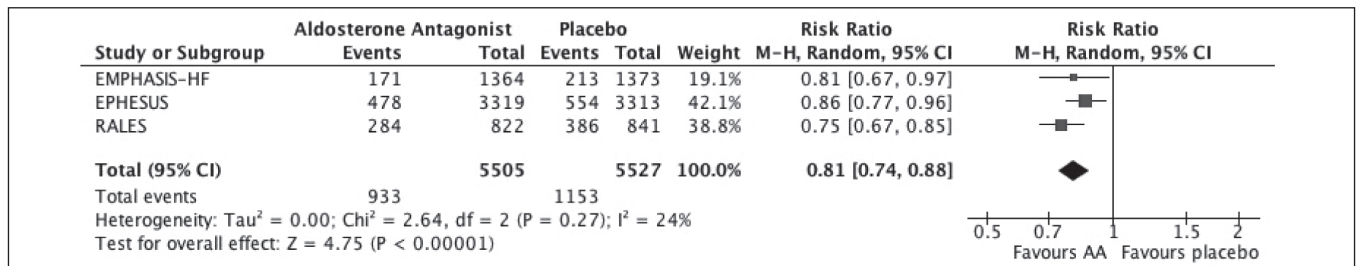 Aldosterone Antagonist Placebo Risk Ratio Risk Ratio
Study or Subgroup Events Total Events Total Weight M-H, Random, 95% CI M-H, Random, 95% CI
EMPHASIS-HF 171 1364 213 1373 19.1% 0.81 [0.67, 0.97]
EPHESUS 478 3319 554 3313 42.1% 0.86 [0.77, 0.96]
RALES 284 822 386 841 38.8% 0.75 [0.67, 0.85]
Total (95% CI) 5505 5527 100.0% 0.81 [0.74, 0.88]
Total events 933 1153
Heterogeneity: Tau² = 0.00; Chi² = 2.64, df = 2 (P = 0.27); I² = 24%
Test for overall effect: Z = 4.75 (P < 0.00001)
0.5 0.7 1 1.5 2
Favours AA Favours placebo